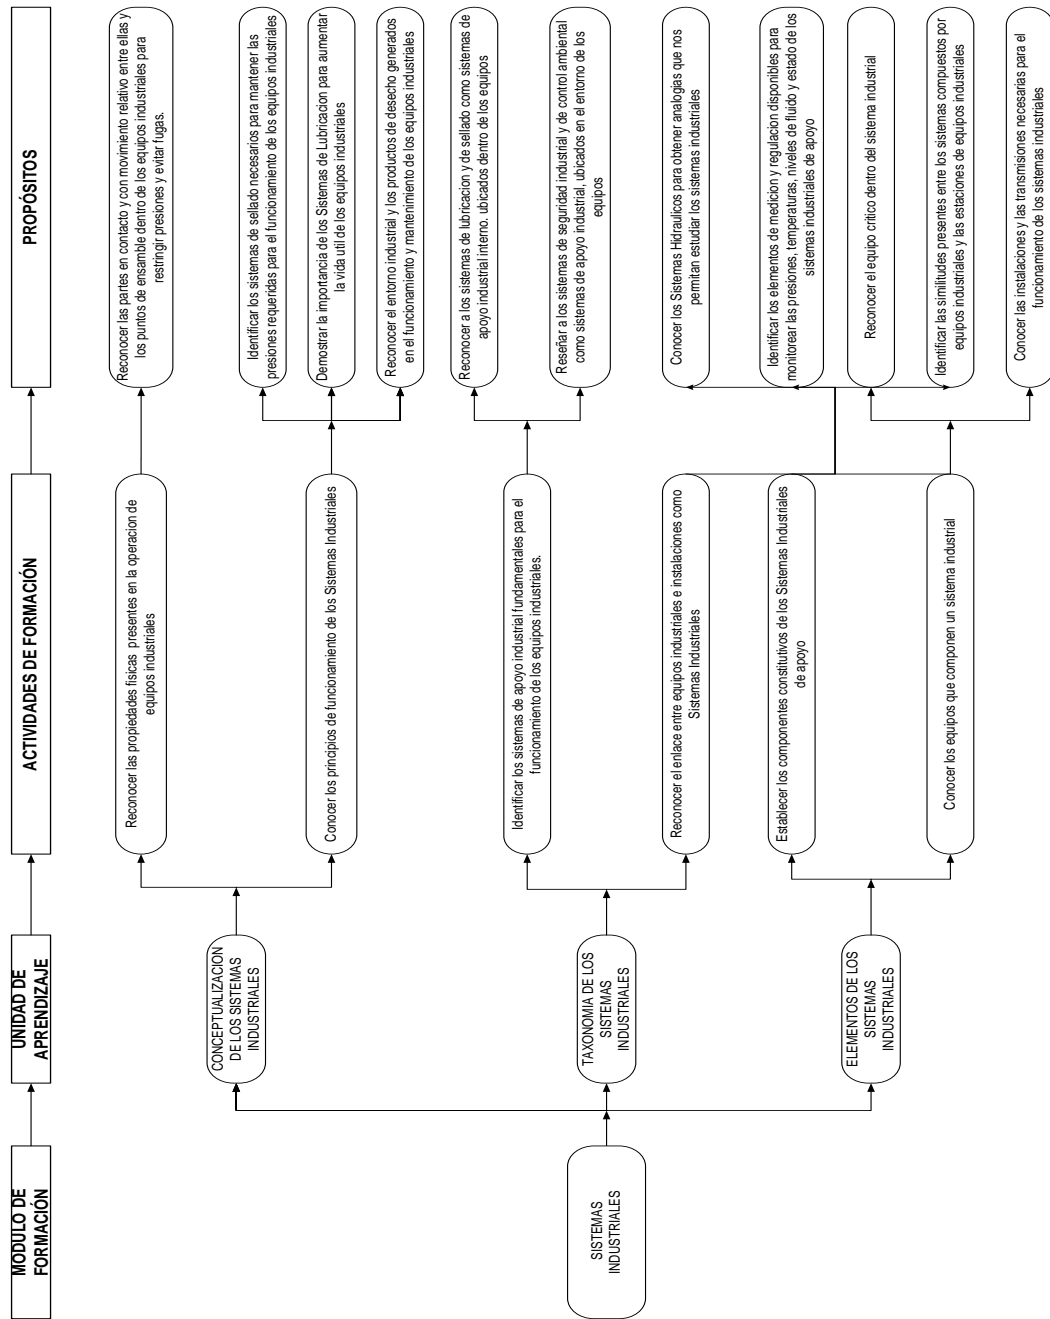 MODULO DE
FORMACIÓN
UNIDAD DE
APRENDIZAJE
ACTIVIDADES DE FORMACIÓN
PROPÓSITOS
SISTEMAS
INDUSTRIALES
CONCEPTUALIZACION
DE LOS SISTEMAS
INDUSTRIALES
TAXONOMIA DE LOS
SISTEMAS
INDUSTRIALES
ELEMENTOS DE LOS
SISTEMAS
INDUSTRIALES
Reconocer las propiedades fisicas presentes en la operacion de
equipos industriales
Conocer los principios de funcionamiento de los Sistemas Industriales
Identificar los sistemas de apoyo industrial fundamentales para el
funcionamiento de los equipos industriales.
Reconocer el enlace entre equipos industriales e instalaciones como
Sistemas Industriales
Establecer los componentes constitutivos de los Sistemas Industriales
de apoyo
Conocer los equipos que componen un sistema industrial
Reconocer las partes en contacto y con movimiento relativo entre ellas y
los puntos de ensamble dentro de los equipos industriales para
restringir presiones y evitar fugas.
Identificar los sistemas de sellado necesarios para mantener las
presiones requeridas para el funcionamiento de los equipos industriales
Demostrar la importancia de los Sistemas de Lubricacion para aumentar
la vida util de los equipos industriales
Reconocer el entorno industrial y los productos de desecho generados
en el funcionamiento y mantenimiento de los equipos industriales
Reconocer a los sistemas de lubricacion y de sellado como sistemas de
apoyo industrial interno. ubicados dentro de los equipos
Reseñar a los sistemas de seguridad industrial y de control ambiental
como sistemas de apoyo industrial, ubicados en el entorno de los
equipos
Conocer los Sistemas Hidraulicos para obtener analogias que nos
permitan estudiar los sistemas industriales
Identificar los elementos de medicion y regulacion disponibles para
monitorear las presiones, temperaturas, niveles de fluido y estado de los
sistemas industriales de apoyo
Reconocer el equipo critico dentro del sistema industrial
Identificar las similitudes presentes entre los sistemas compuestos por
equipos industriales y las estaciones de equipos industriales
Conocer las instalaciones y las transmisiones necesarias para el
funcionamiento de los sistemas industriales